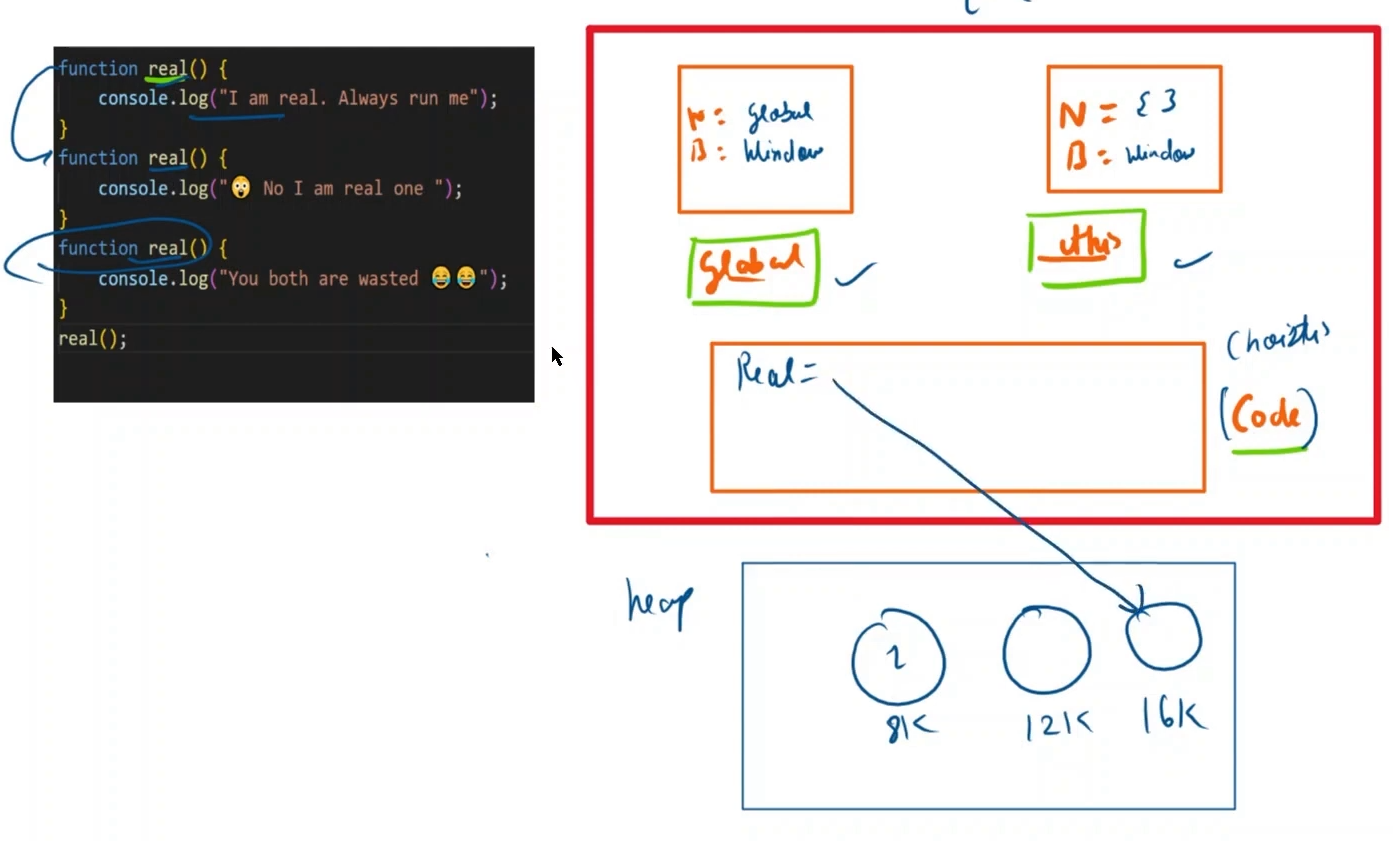 function real() {
console.log("I am real. Always run me");
}
function real() {
console.log("😲 No I am real one ");
}
function real() {
console.log("You both are wasted 😂😂");
}
real();
N: Global
B: Window
N = { }
B: Window
Global
this
Real =
(Code)
heap
1
8K
12K
16K